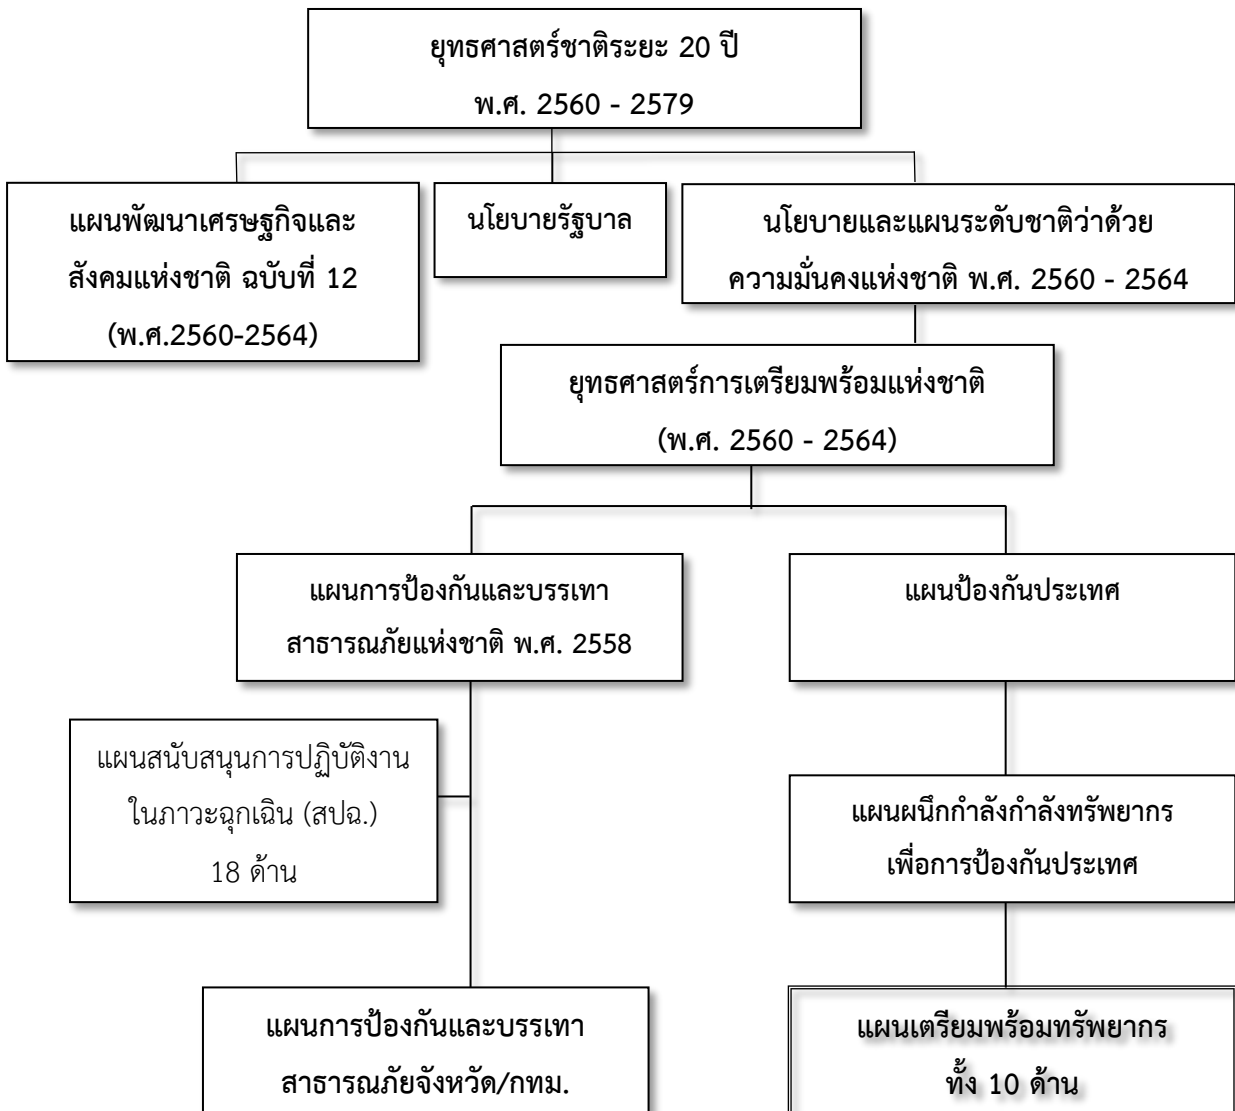 ยุทธศาสตร์ชาติระยะ 20 ปี
พ.ศ. 2560 - 2579
แผนพัฒนาเศรษฐกิจและ
สังคมแห่งชาติ ฉบับที่ 12
(พ.ศ.2560-2564)
นโยบายรัฐบาล
นโยบายและแผนระดับชาติว่าด้วย
ความมั่นคงแห่งชาติ พ.ศ. 2560 - 2564
ยุทธศาสตร์การเตรียมพร้อมแห่งชาติ
(พ.ศ. 2560 - 2564)
แผนการป้องกันและบรรเทา
สาธารณภัยแห่งชาติ พ.ศ. 2558
แผนป้องกันประเทศ
แผนสนับสนุนการปฏิบัติงาน
ในภาวะฉุกเฉิน (สปฉ.)
18 ด้าน
แผนผนึกกำลังกำลังทรัพยากร
เพื่อการป้องกันประเทศ
แผนการป้องกันและบรรเทา
สาธารณภัยจังหวัด/กทม.
แผนเตรียมพร้อมทรัพยากร
ทั้ง 10 ด้าน